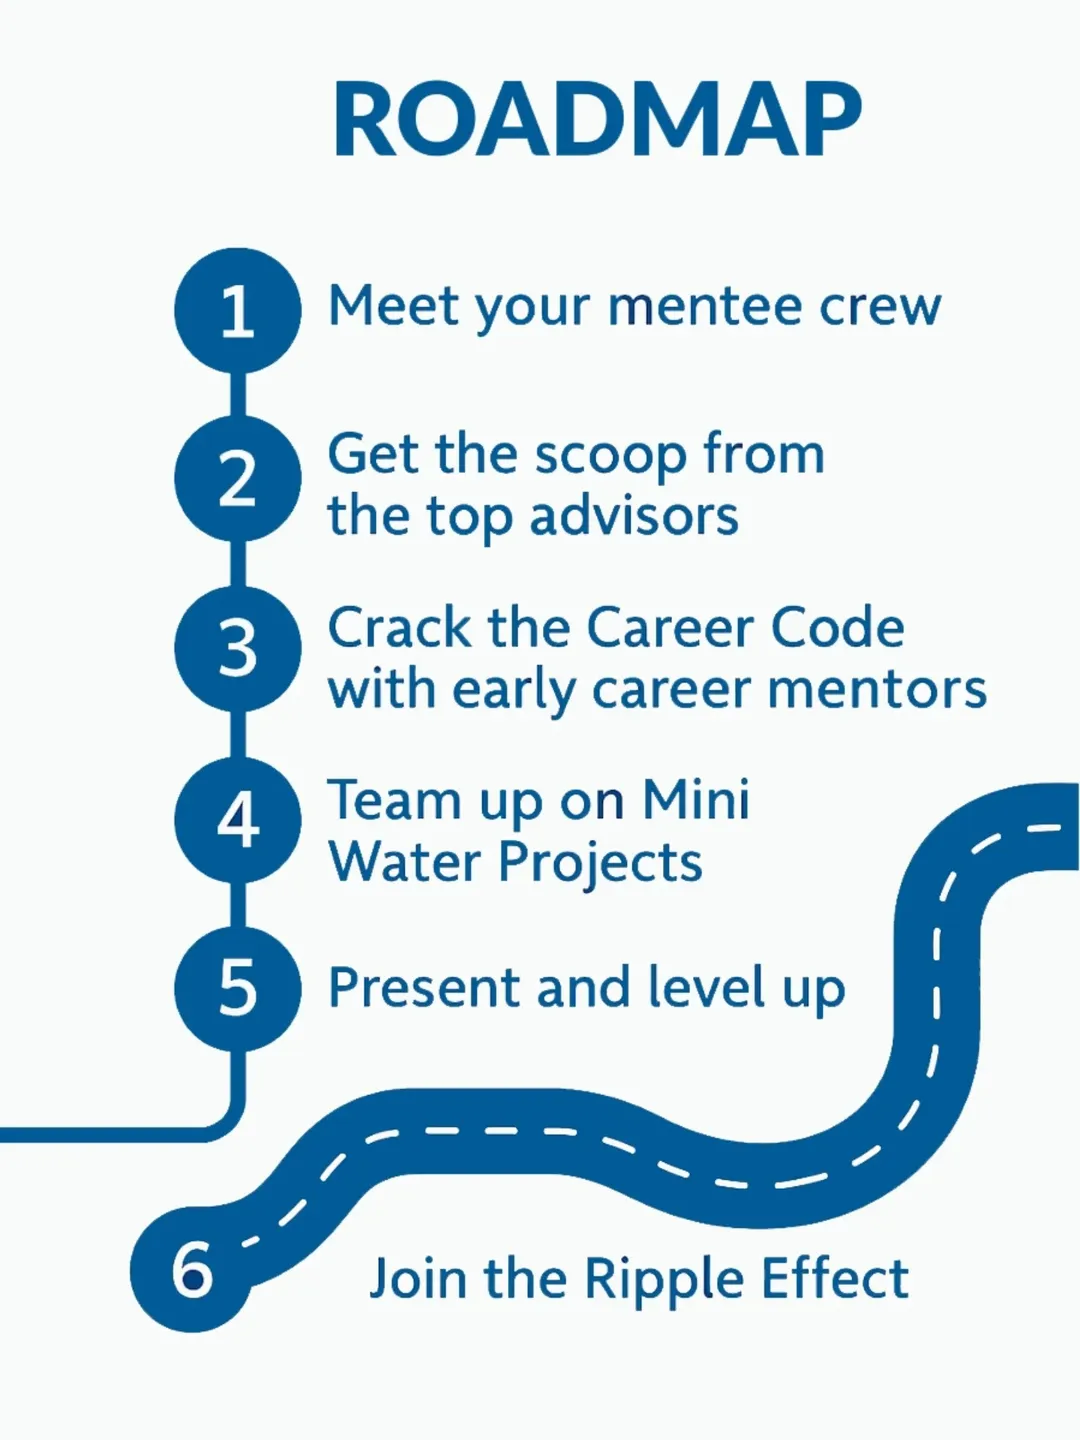 ROADMAP
1
Meet your mentee crew
2
Get the scoop from
the top advisors
3
Crack the Career Code
with early career mentors
4
Team up on Mini
Water Projects
5
Present and level up
6
Join the Ripple Effect